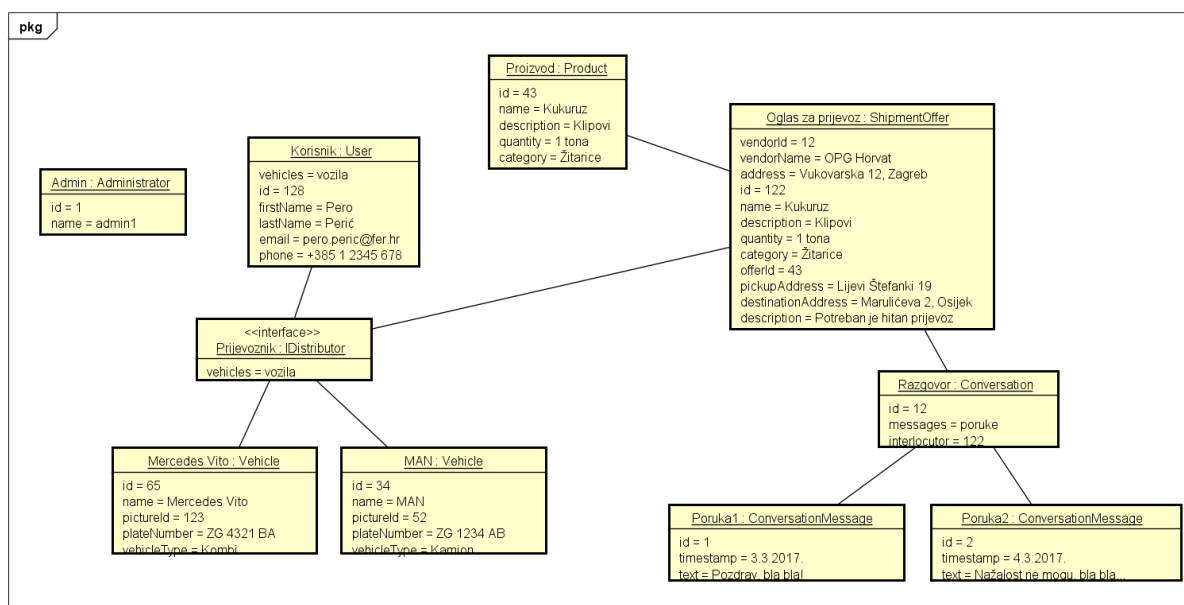 pkg
Proizvod : Product
id = 43
name = Kukuruz
description = Klipovi
quantity = 1 tona
category = Žitarice
Oglas za prijevoz : ShipmentOffer
vendorId = 12
vendorName = OPG Horvat
address = Vukovarska 12, Zagreb
id = 122
name = Kukuruz
description = Klipovi
quantity = 1 tona
category = Žitarice
offerId = 43
pickupAddress = Lijevi Štefanki 19
destinationAddress = Marulićeva 2, Osijek
description = Potreban je hitan prijevoz
Korisnik : User
vehicles = vozila
id = 128
firstName = Pero
lastName = Perić
email = pero.peric@fer.hr
phone = +385 1 2345 678
Admin : Administrator
id = 1
name = admin1
<<interface>>
Prijevoznik : IDistributor
vehicles = vozila
Razgovor : Conversation
id = 12
messages = poruke
interlocutor = 122
Mercedes Vito : Vehicle
id = 65
name = Mercedes Vito
pictureId = 123
plateNumber = ZG 4321 BA
vehicleType = Kombi
MAN : Vehicle
id = 34
name = MAN
pictureId = 52
plateNumber = ZG 1234 AB
vehicleType = Kamion
Poruka1 : ConversationMessage
id = 1
timestamp = 3.3.2017.
text = Pozdrav, bla bla!
Poruka2 : ConversationMessage
id = 2
timestamp = 4.3.2017.
text = Nažalost ne mogu, bla bla...